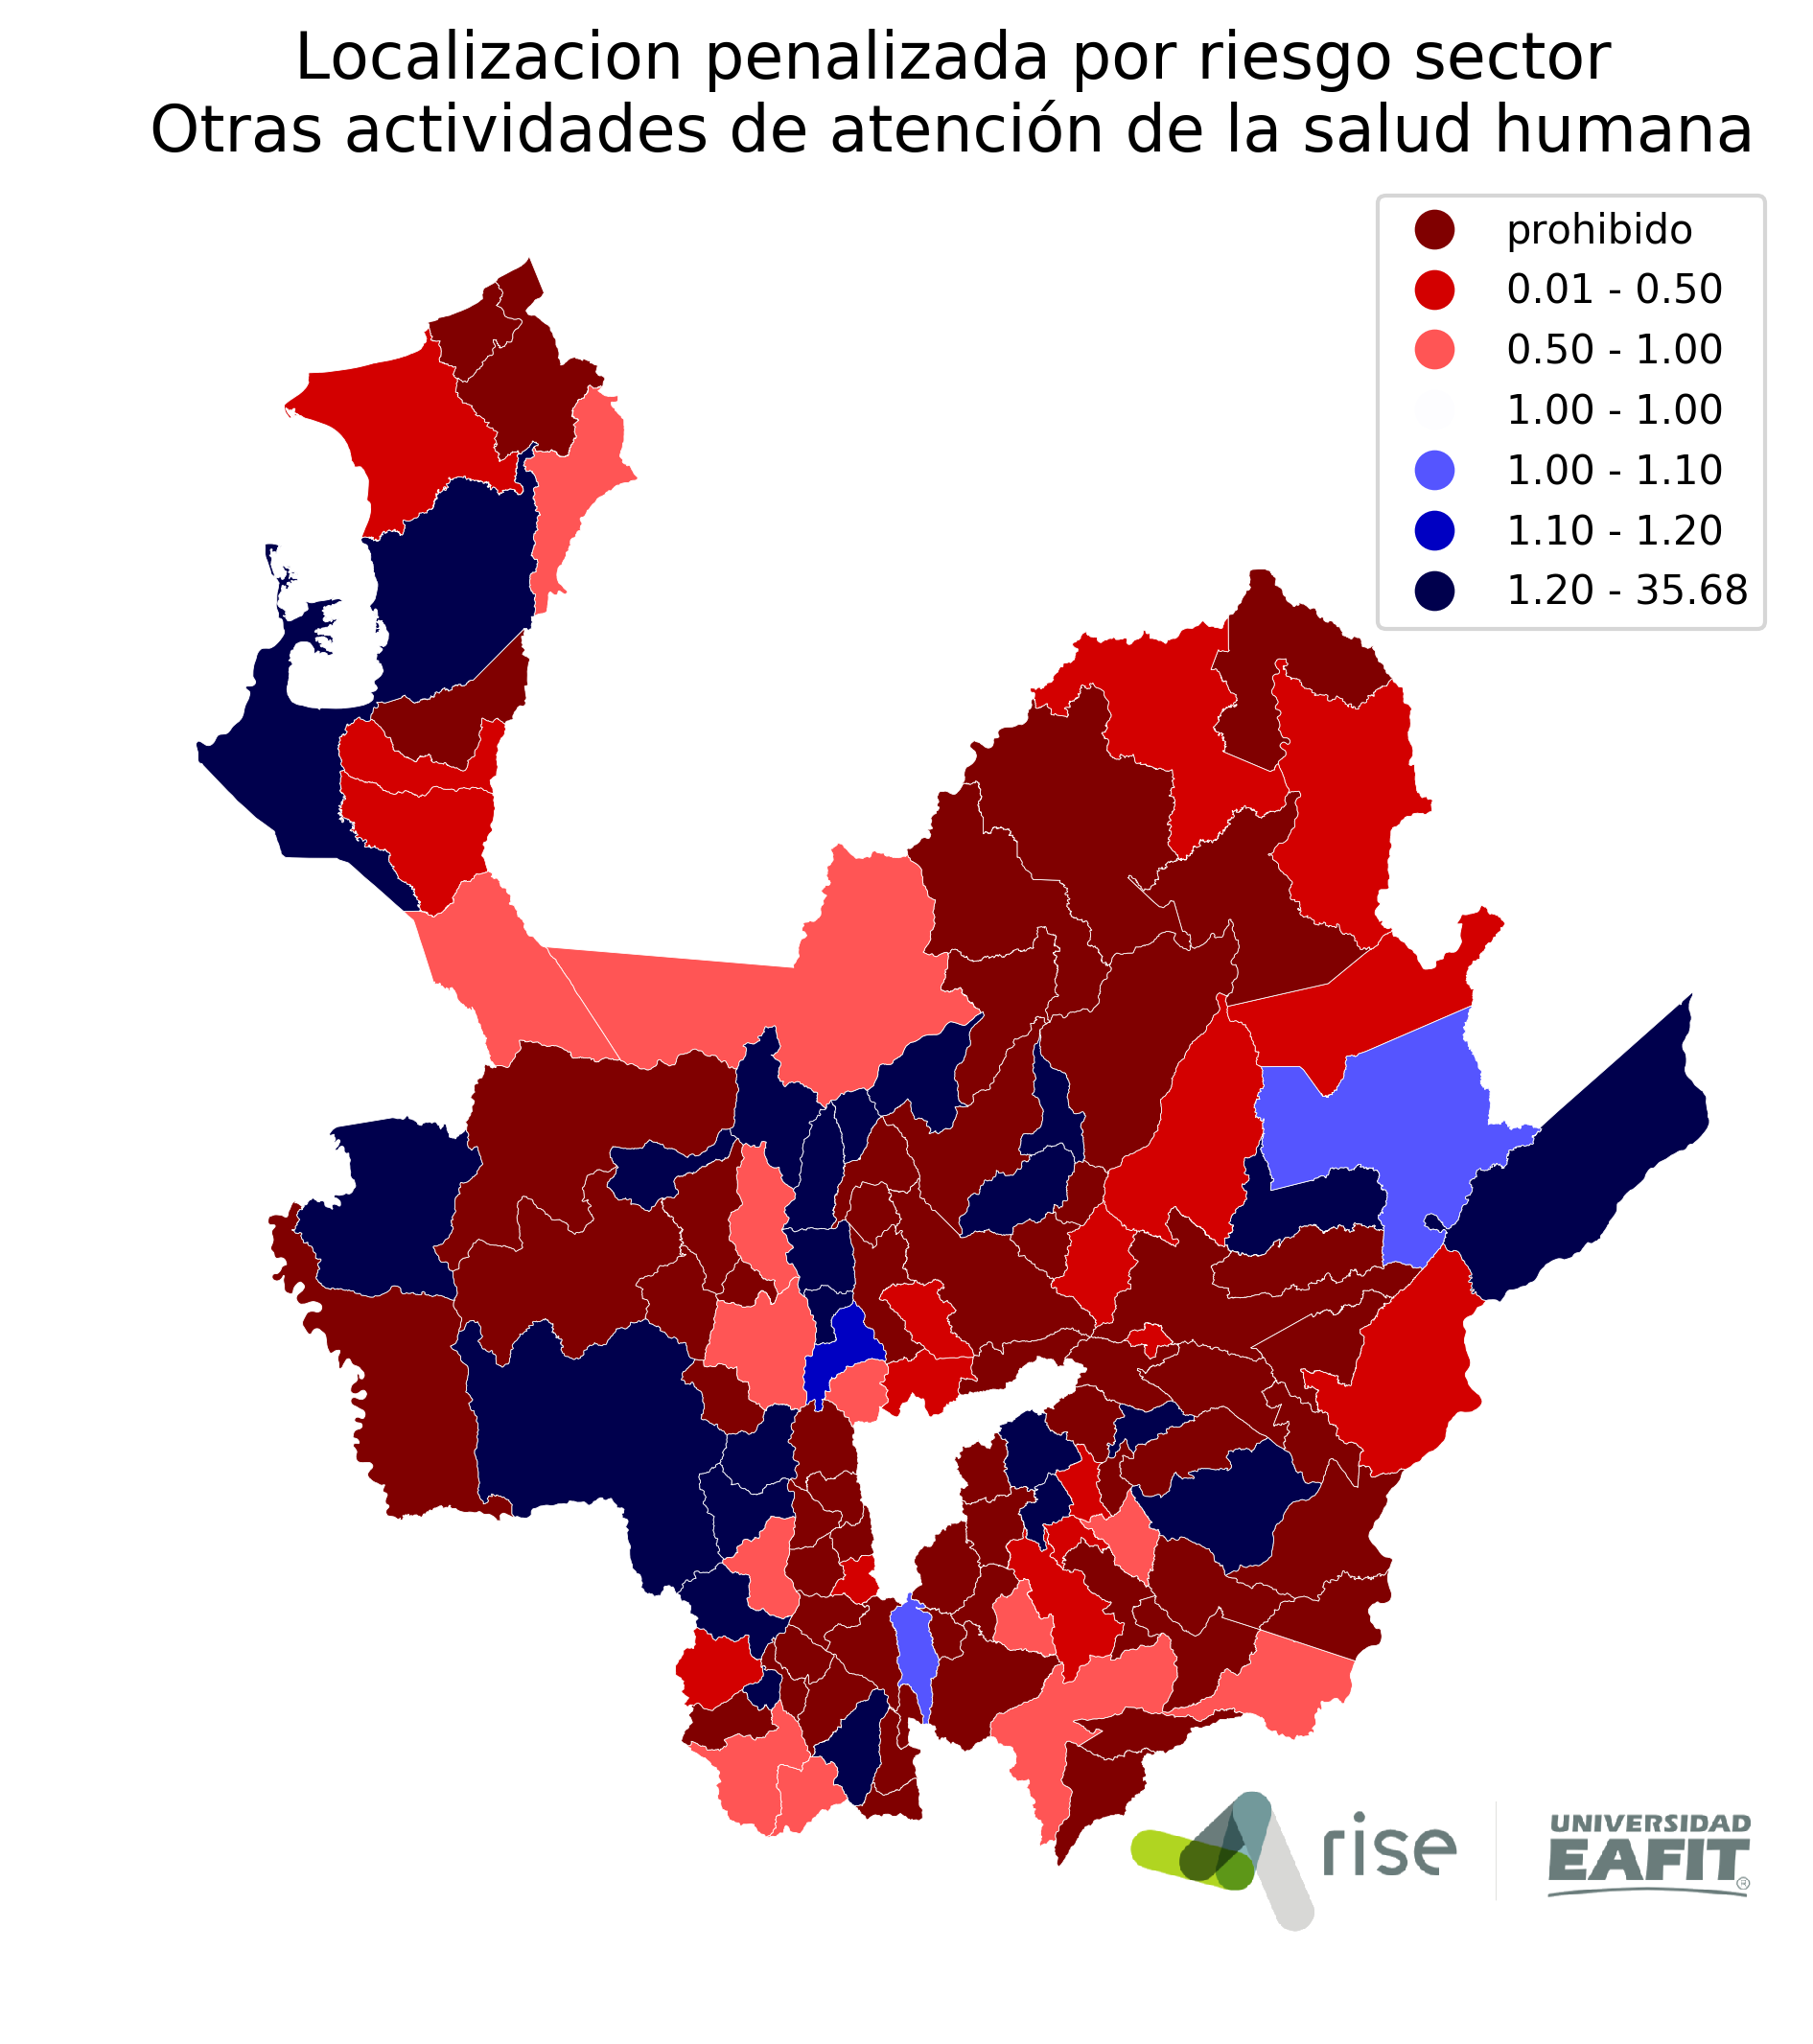 Localizacion penalizada por riesgo sector
Otras actividades de atención de la salud humana
prohibido
0.01 - 0.50
0.50 - 1.00
1.00 - 1.00
1.00 - 1.10
1.10 - 1.20
1.20 - 35.68
rise
UNIVERSIDAD
EAFIT®